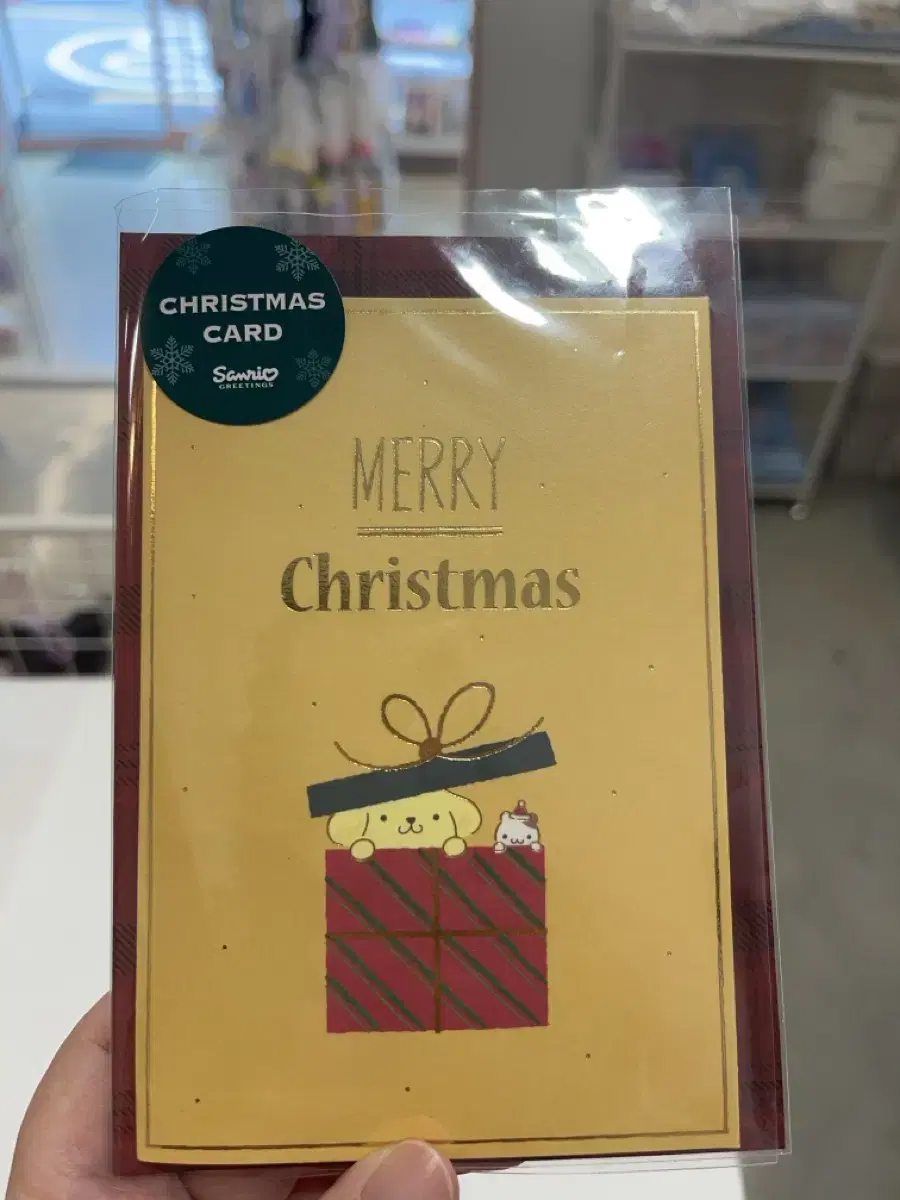 CHRISTMAS
CARD
Sanrio
GREETINGS
MERRY
Christmas